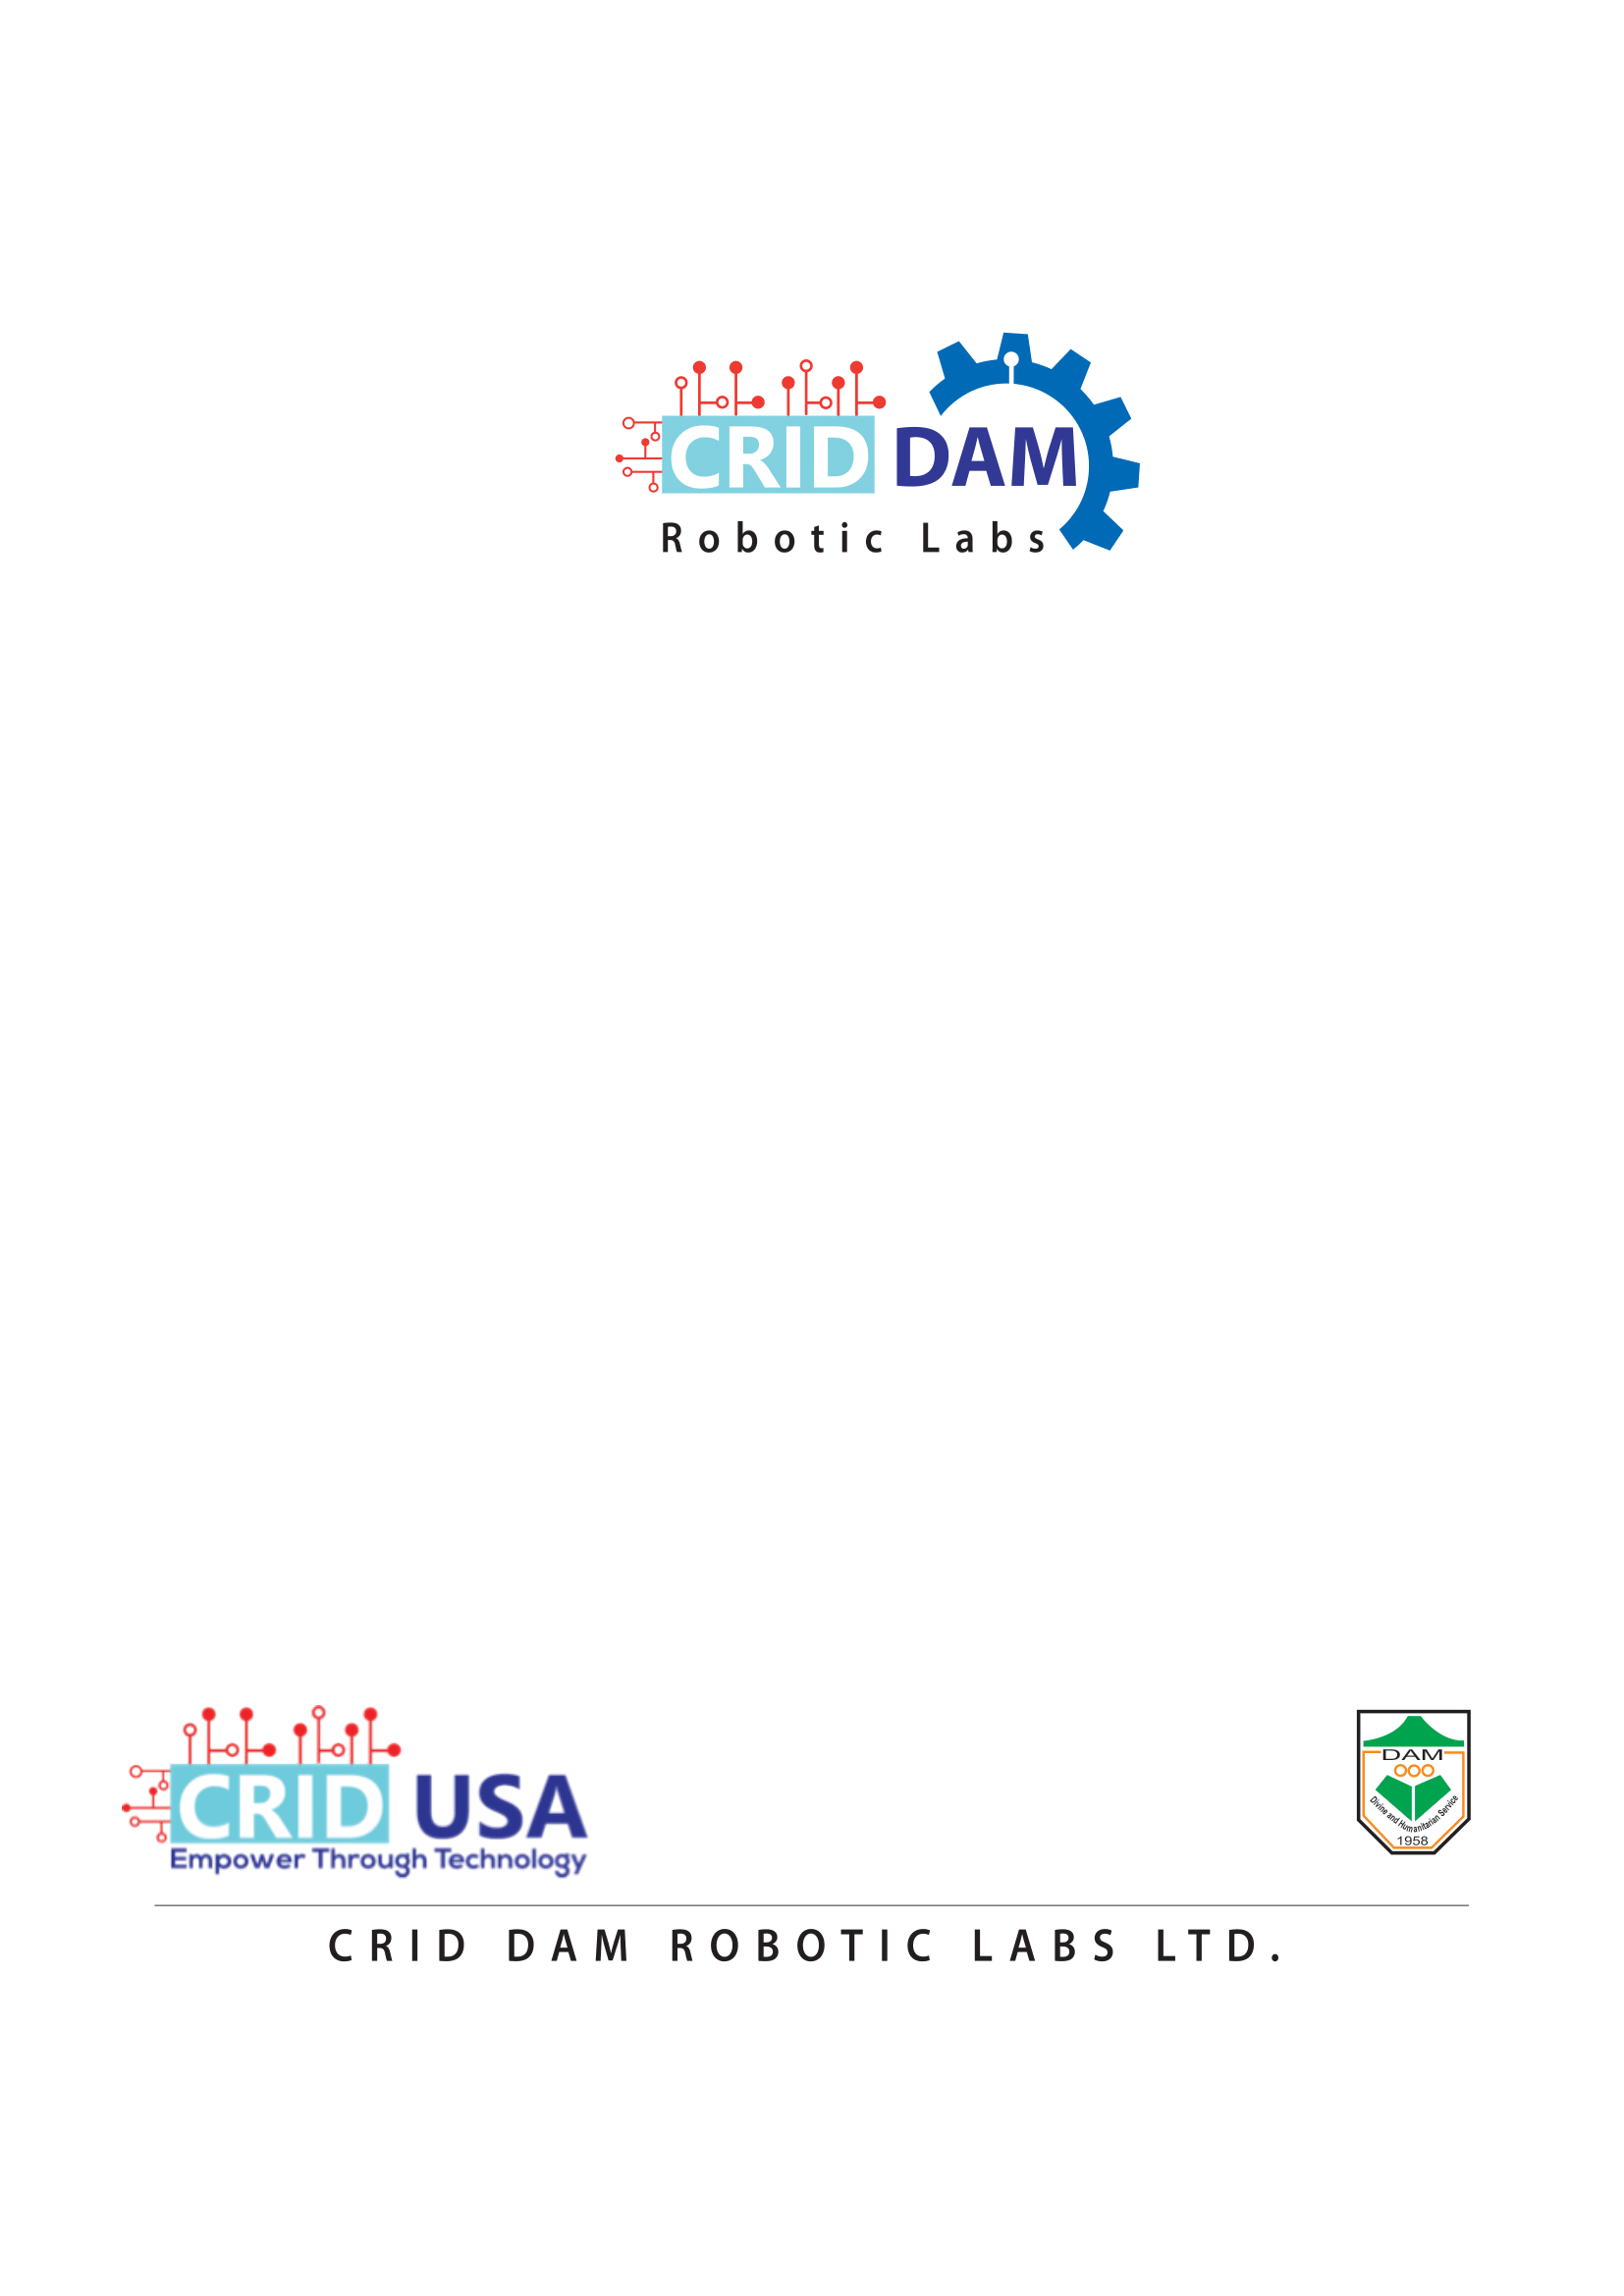 CRID DAM
Robotic Labs
CRID USA
Empower Through Technology
DAM
Divine and Humanitarian Service
1958
CRID DAM ROBOTIC LABS LTD.